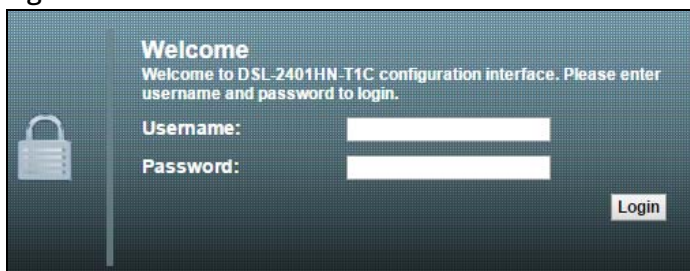 Welcome
Welcome to DSL-2401HN-T1C configuration interface. Please enter
username and password to login.
Username:
Password:
Login